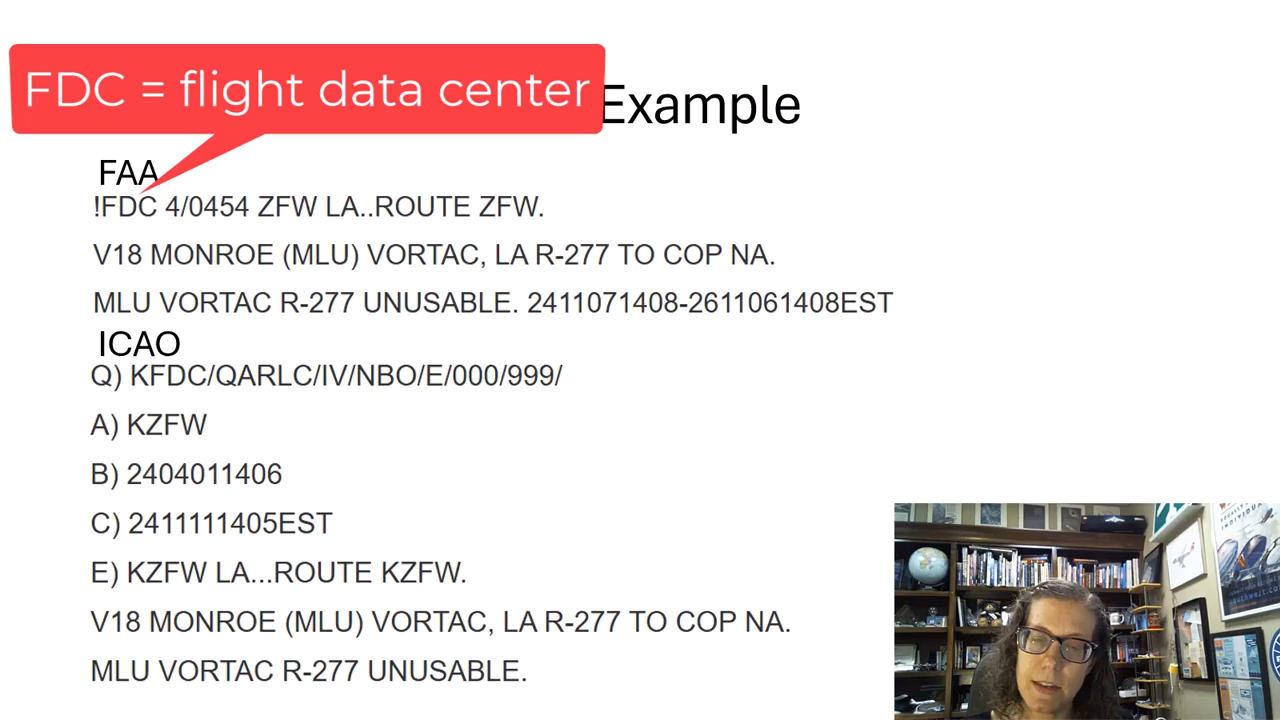 FDC = flight data center
Example
FAA
!FDC 4/0454 ZFW LA..ROUTE ZFW.
V18 MONROE (MLU) VORTAC, LA R-277 TO COP NA.
MLU VORTAC R-277 UNUSABLE. 2411071408-2611061408EST
ICAO
Q) KFDC/QARLC/IV/NBO/E/000/999/
A) KZFW
B) 2404011406
C) 2411111405EST
E) KZFW LA...ROUTE KZFW.
V18 MONROE (MLU) VORTAC, LA R-277 TO COP NA.
MLU VORTAC R-277 UNUSABLE.